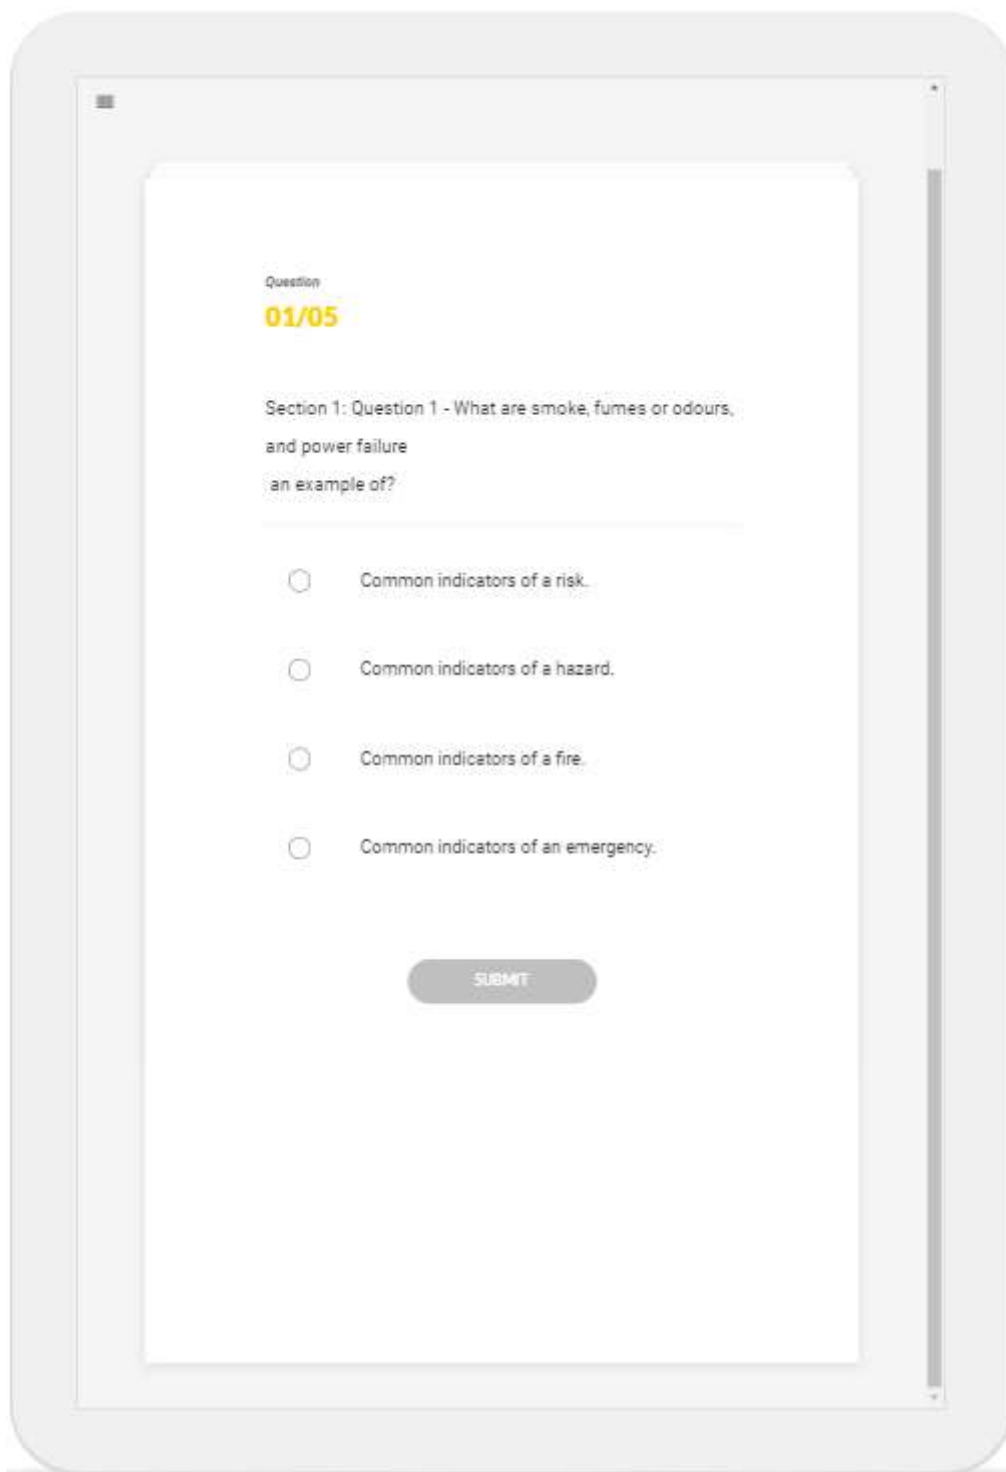 Question
01/05
Section 1: Question 1 - What are smoke, fumes or odours,
and power failure
an example of?
Common indicators of a risk.
Common indicators of a hazard.
Common indicators of a fire.
Common indicators of an emergency.
SUBMIT